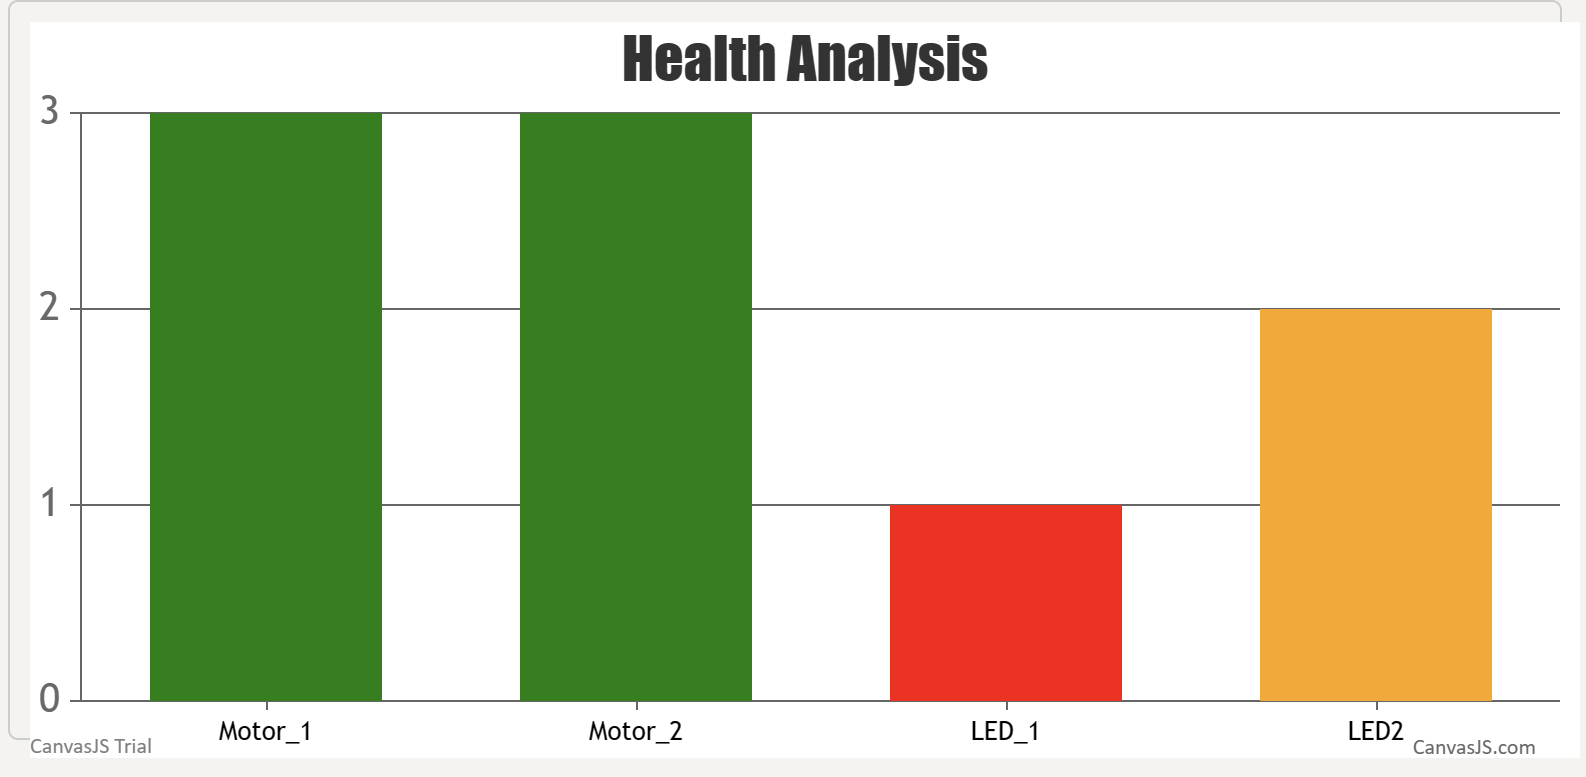 Health Analysis
3
2
1
0
Motor_1
Motor_2
LED_1
LED2
CanvasJS Trial
CanvasJS.com